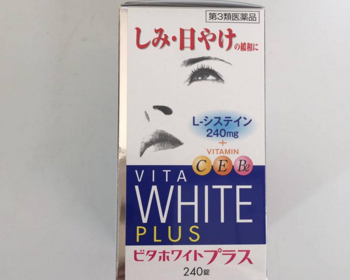 第3類医薬品
しみ・日やけの緩和に
L-システイン
240mg
+
VITAMIN
C E B2
VITA
WHITE
PLUS
ビタホワイトプラス
240錠